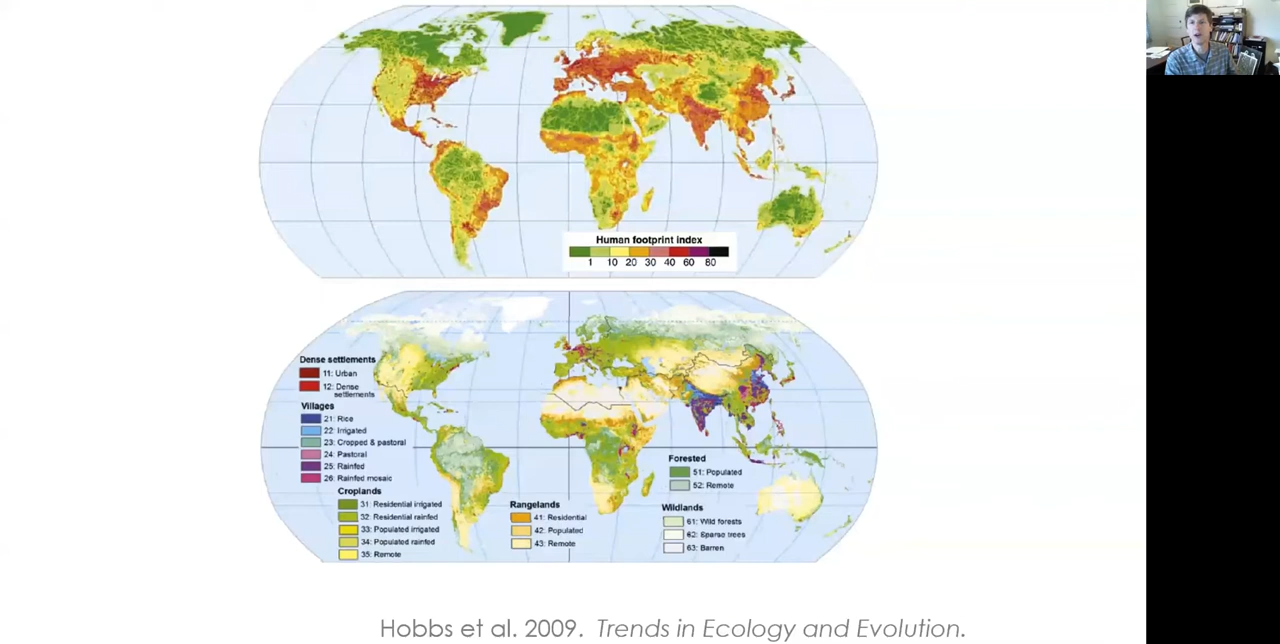 Human footprint index
1 10 20 30 40 60 80
Dense settlements
11: Urban
12: Dense
settlements
Villages
21: Rice
22: Irrigated
23: Cropped & pastoral
24: Pastoral
25: Rainfed
26: Rainfed mosaic
Croplands
31: Residential irrigated
32: Residential rainfed
33: Populated irrigated
34: Populated rainfed
35: Remote
Rangelands
41: Residential
42: Populated
43: Remote
Forested
51: Populated
52: Remote
Wildlands
61: Wild forests
62: Sparse trees
63: Barren
Hobbs et al. 2009. Trends in Ecology and Evolution.